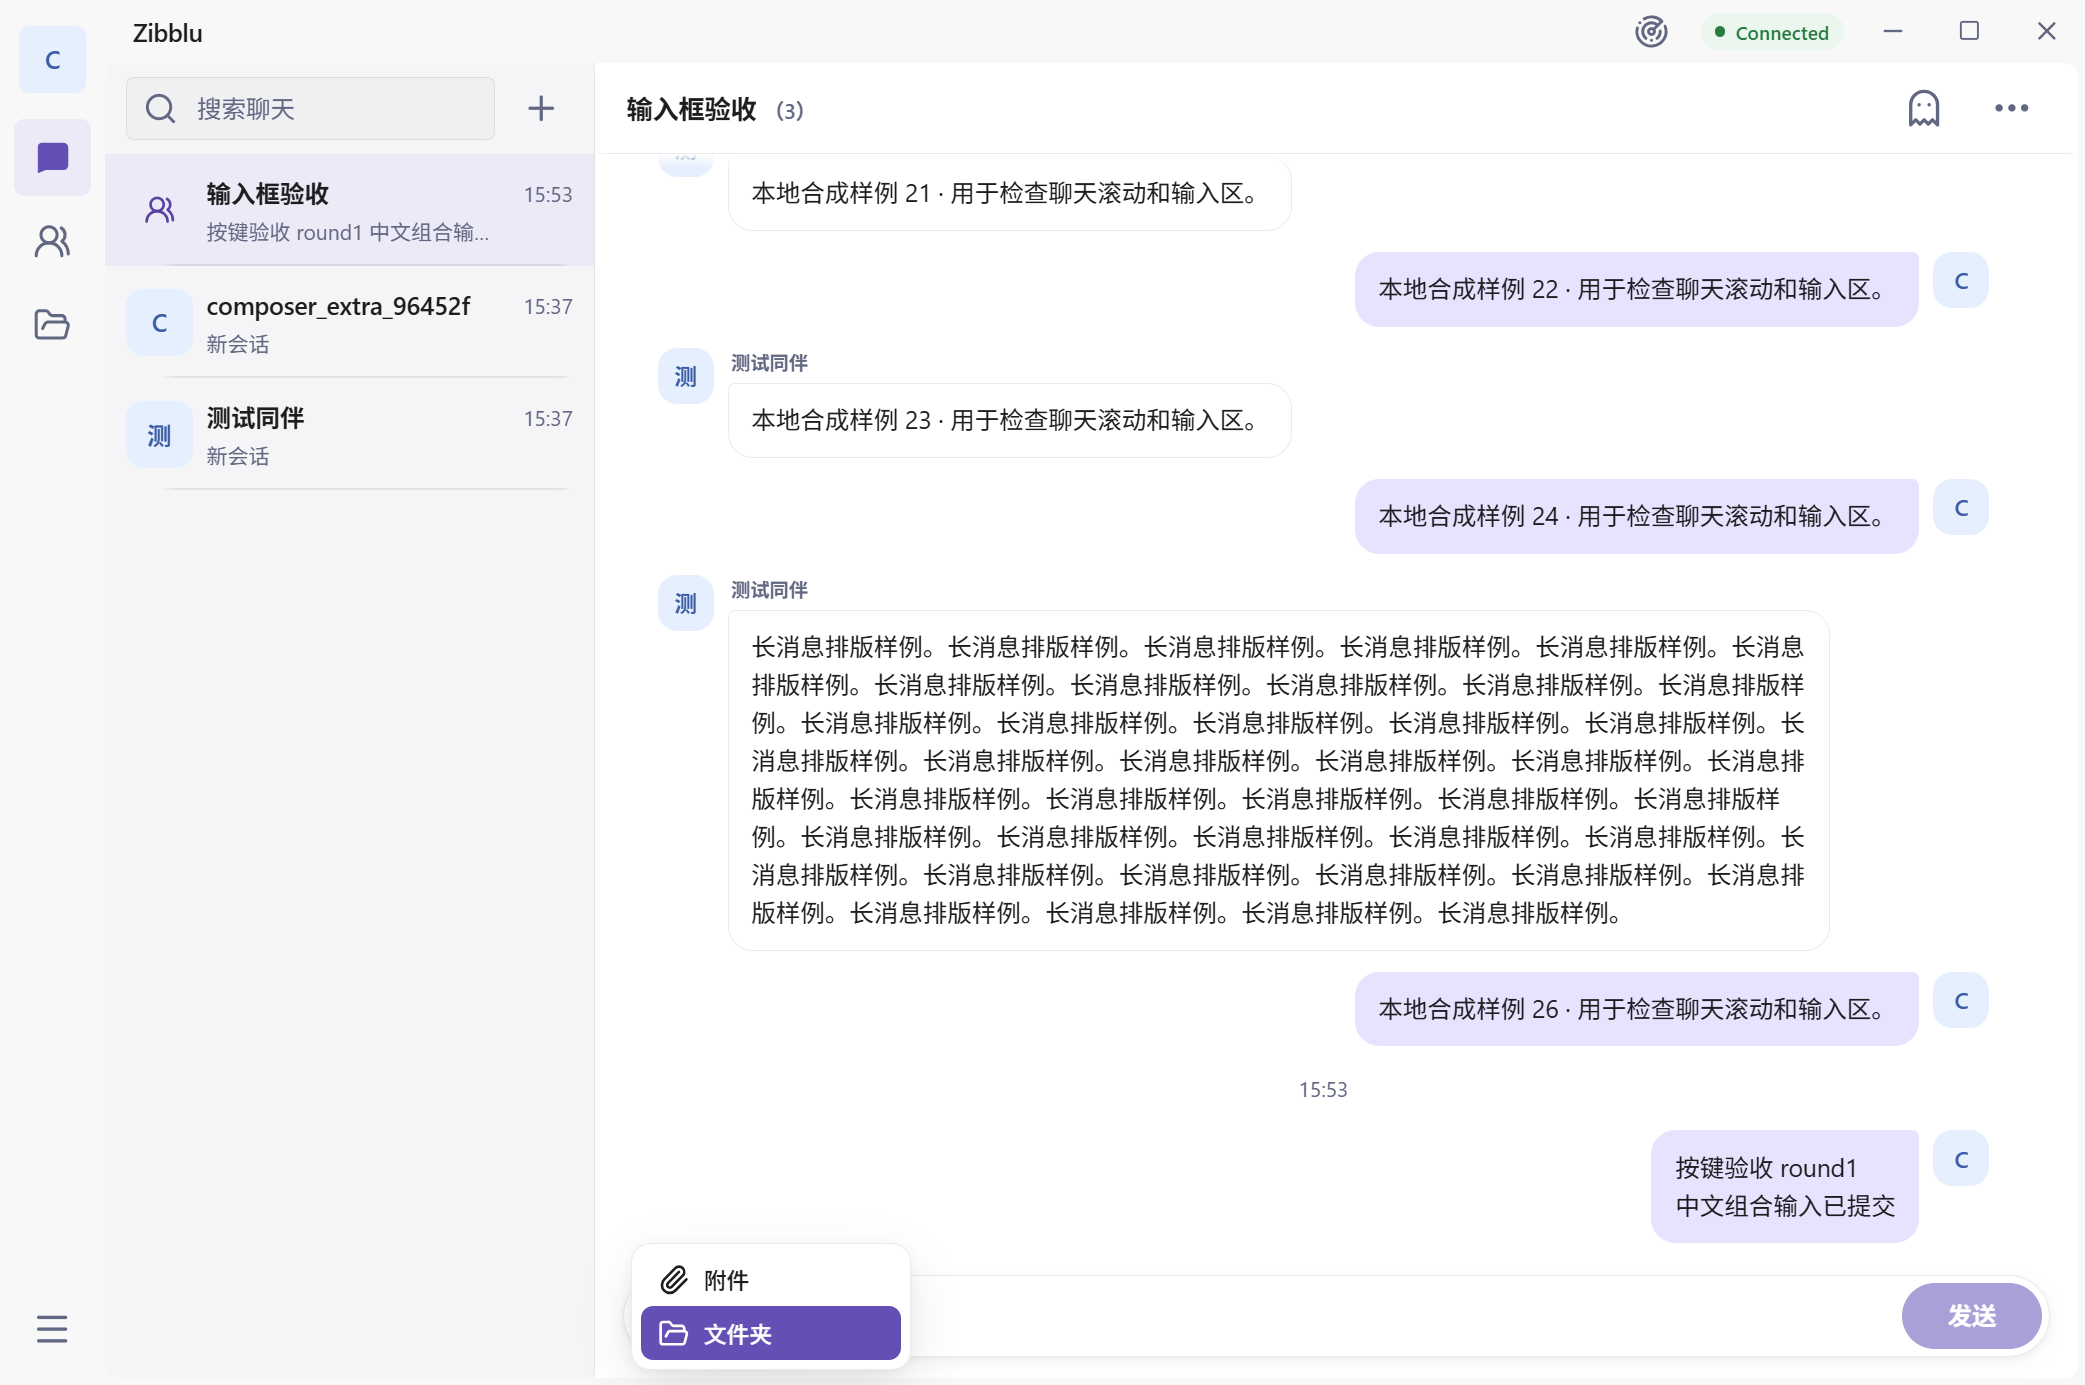 C
Zibblu
Connected
搜索聊天
输入框验收
15:53
按键验收 round1 中文组合输...
C
composer_extra_96452f
15:37
新会话
测
测试同伴
15:37
新会话
输入框验收 (3)
本地合成样例 21 · 用于检查聊天滚动和输入区。
本地合成样例 22 · 用于检查聊天滚动和输入区。
C
测
测试同伴
本地合成样例 23 · 用于检查聊天滚动和输入区。
本地合成样例 24 · 用于检查聊天滚动和输入区。
C
测
测试同伴
长消息排版样例。长消息排版样例。长消息排版样例。长消息排版样例。长消息排版样例。长消息
排版样例。长消息排版样例。长消息排版样例。长消息排版样例。长消息排版样例。长消息排版样
例。长消息排版样例。长消息排版样例。长消息排版样例。长消息排版样例。长消息排版样例。长
消息排版样例。长消息排版样例。长消息排版样例。长消息排版样例。长消息排版样例。长消息排
版样例。长消息排版样例。长消息排版样例。长消息排版样例。长消息排版样例。长消息排版样
例。长消息排版样例。长消息排版样例。长消息排版样例。长消息排版样例。长消息排版样例。长
消息排版样例。长消息排版样例。长消息排版样例。长消息排版样例。长消息排版样例。长消息排
版样例。长消息排版样例。长消息排版样例。长消息排版样例。长消息排版样例。
本地合成样例 26 · 用于检查聊天滚动和输入区。
C
15:53
按键验收 round1
中文组合输入已提交
C
附件
文件夹
发送